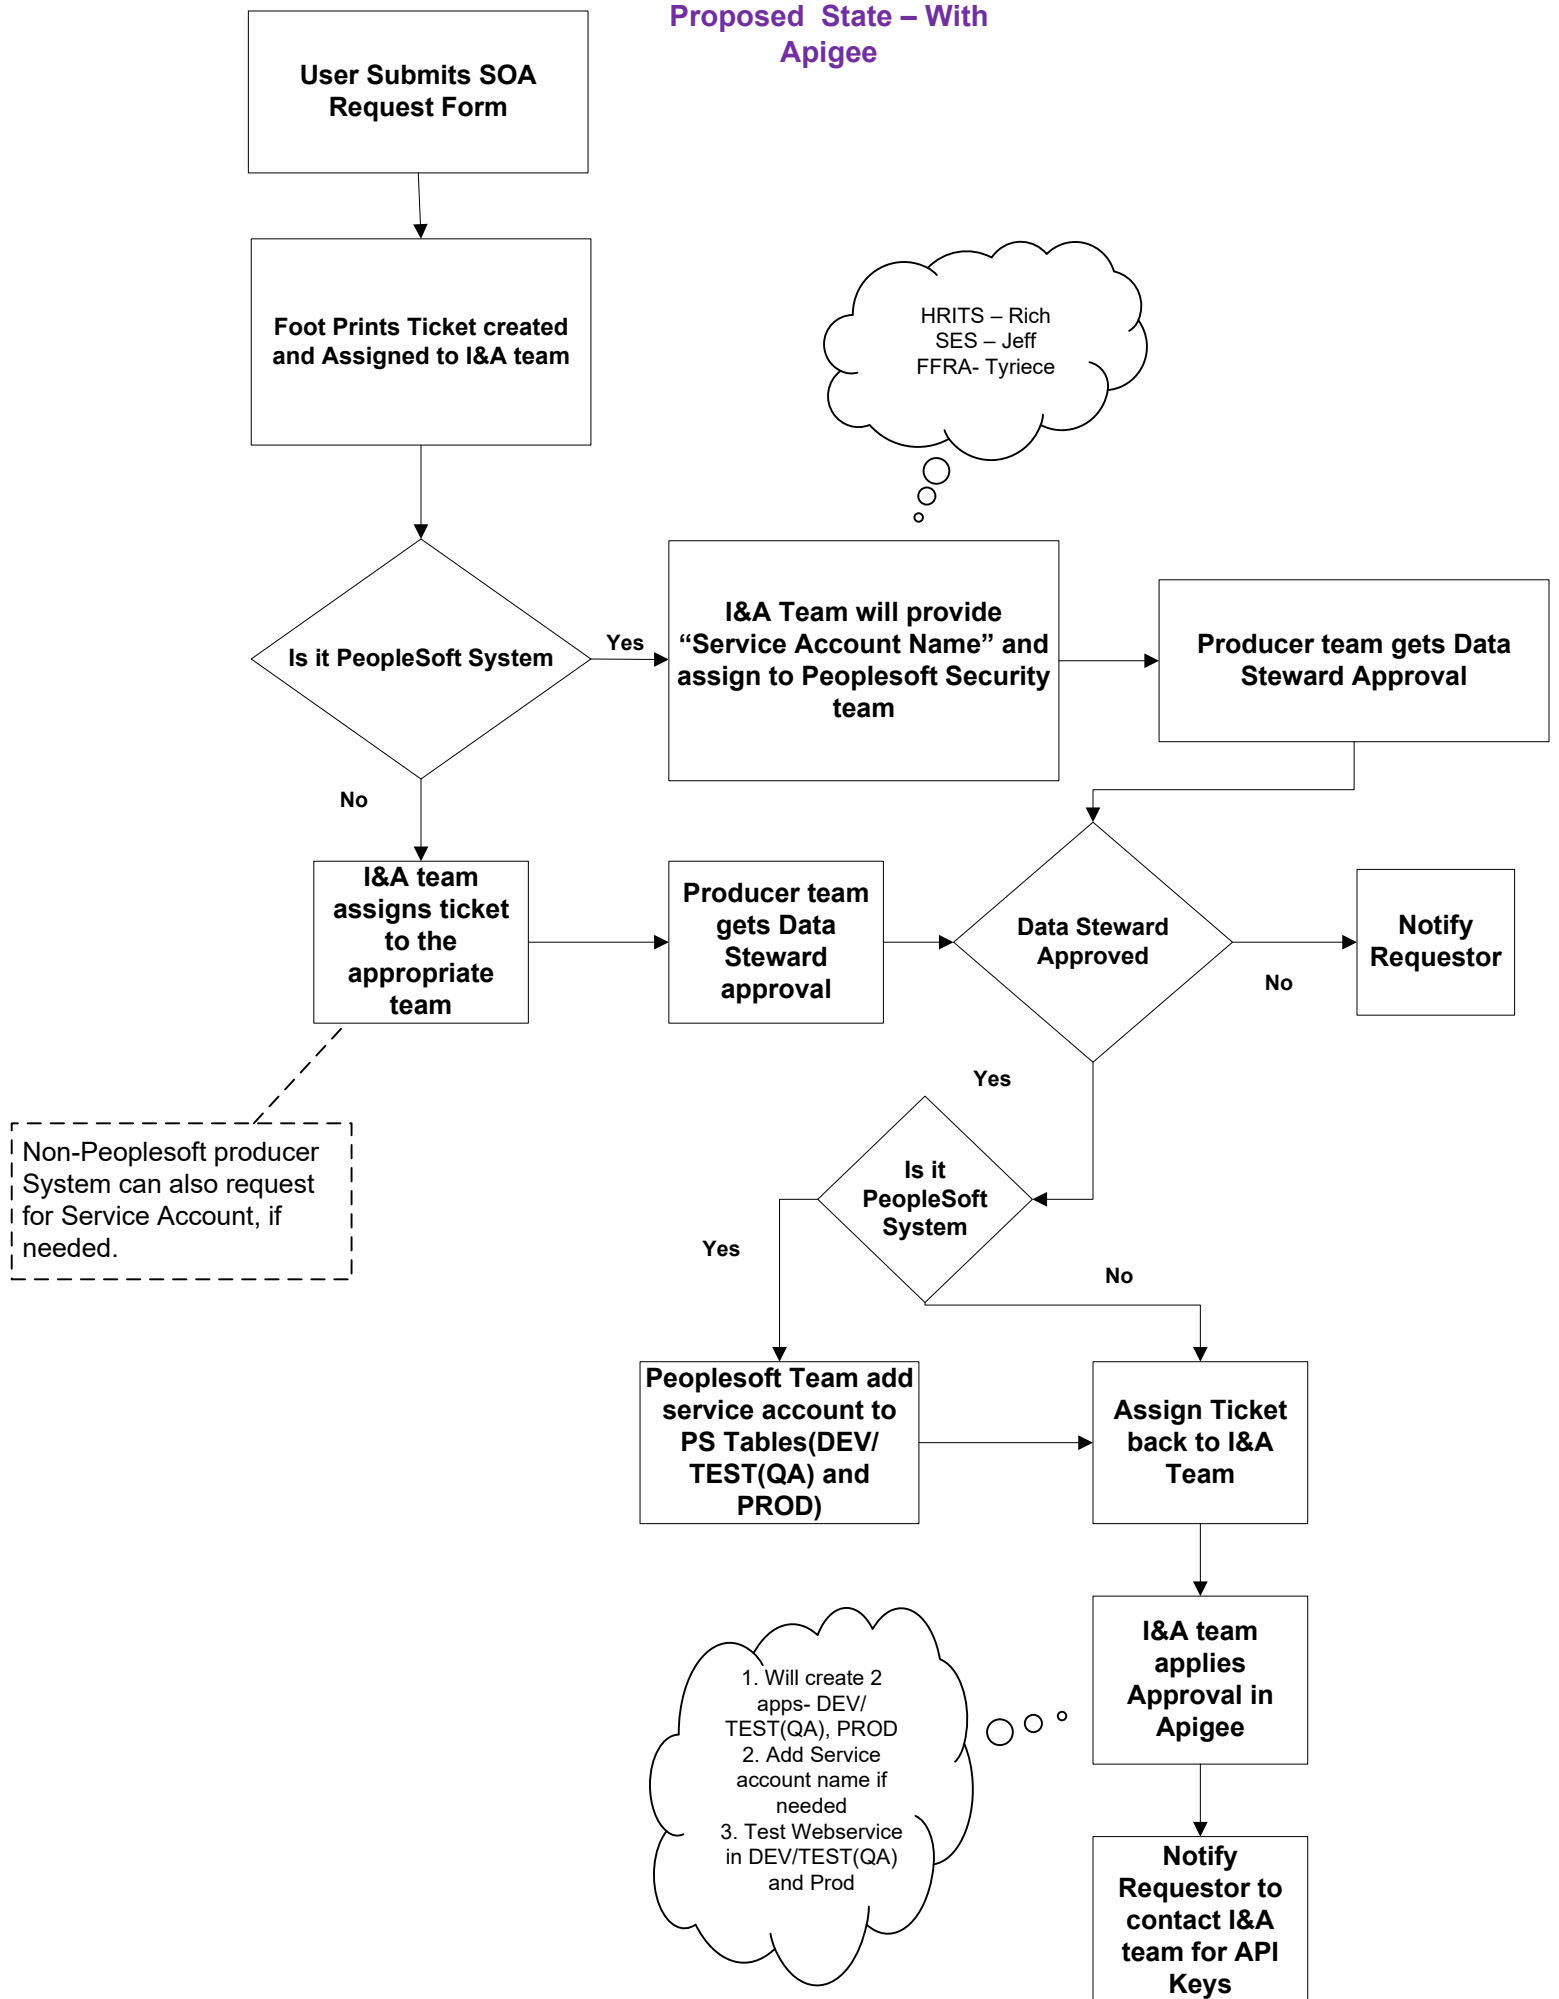 Proposed  State – With
Apigee
User Submits SOA
Request Form
Foot Prints Ticket created
and Assigned to I&A team
HRITS – Rich
SES – Jeff
FFRA- Tyriece
Is it PeopleSoft System
Yes
I&A Team will provide
“Service Account Name” and
assign to Peoplesoft Security
team
Producer team gets Data
Steward Approval
No
I&A team
assigns ticket
to the
appropriate
team
Producer team
gets Data
Steward
approval
Data Steward
Approved
No
Notify
Requestor
Yes
Non-Peoplesoft producer
System can also request
for Service Account, if
needed.
Is it
PeopleSoft
System
Yes
No
Peoplesoft Team add
service account to
PS Tables(DEV/
TEST(QA) and
PROD)
Assign Ticket
back to I&A
Team
I&A team
applies
Approval in
Apigee
1. Will create 2
apps- DEV/
TEST(QA), PROD
2. Add Service
account name if
needed
3. Test Webservice
in DEV/TEST(QA)
and Prod
Notify
Requestor to
contact I&A
team for API
Keys